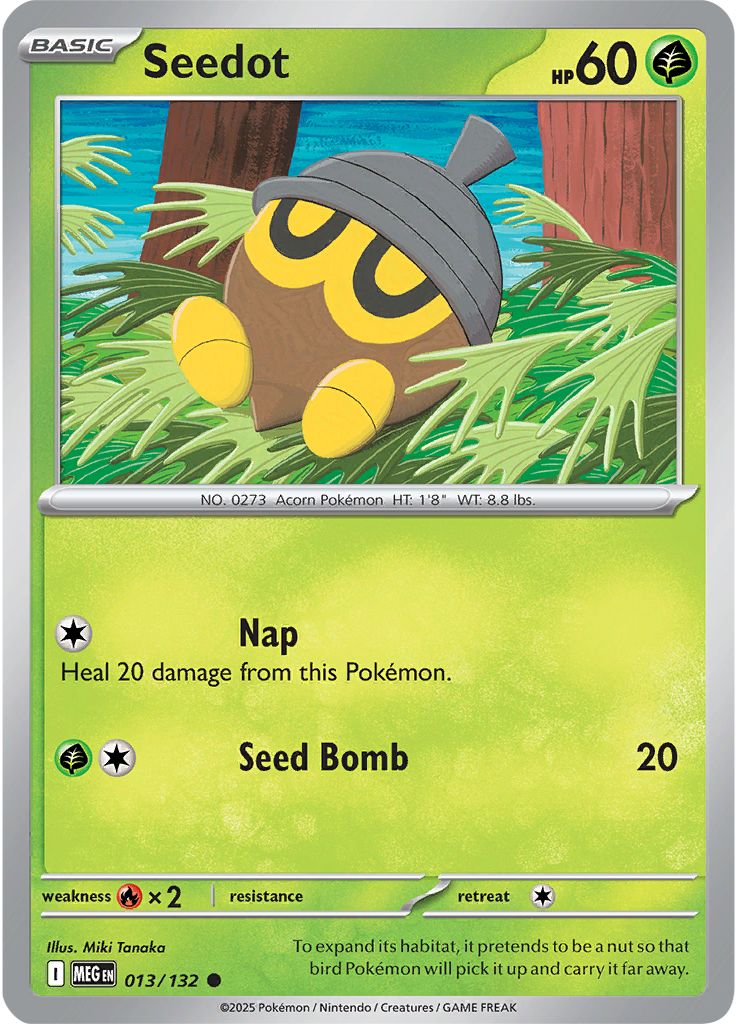 BASIC
Seedot
HP 60
NO. 0273 Acorn Pokémon HT: 1'8" WT: 8.8 lbs.
Nap
Heal 20 damage from this Pokémon.
Seed Bomb 20
weakness ×2 resistance retreat
Illus. Miki Tanaka
To expand its habitat, it pretends to be a nut so that
bird Pokémon will pick it up and carry it far away.
I MEG EN 013/132
©2025 Pokémon / Nintendo / Creatures / GAME FREAK